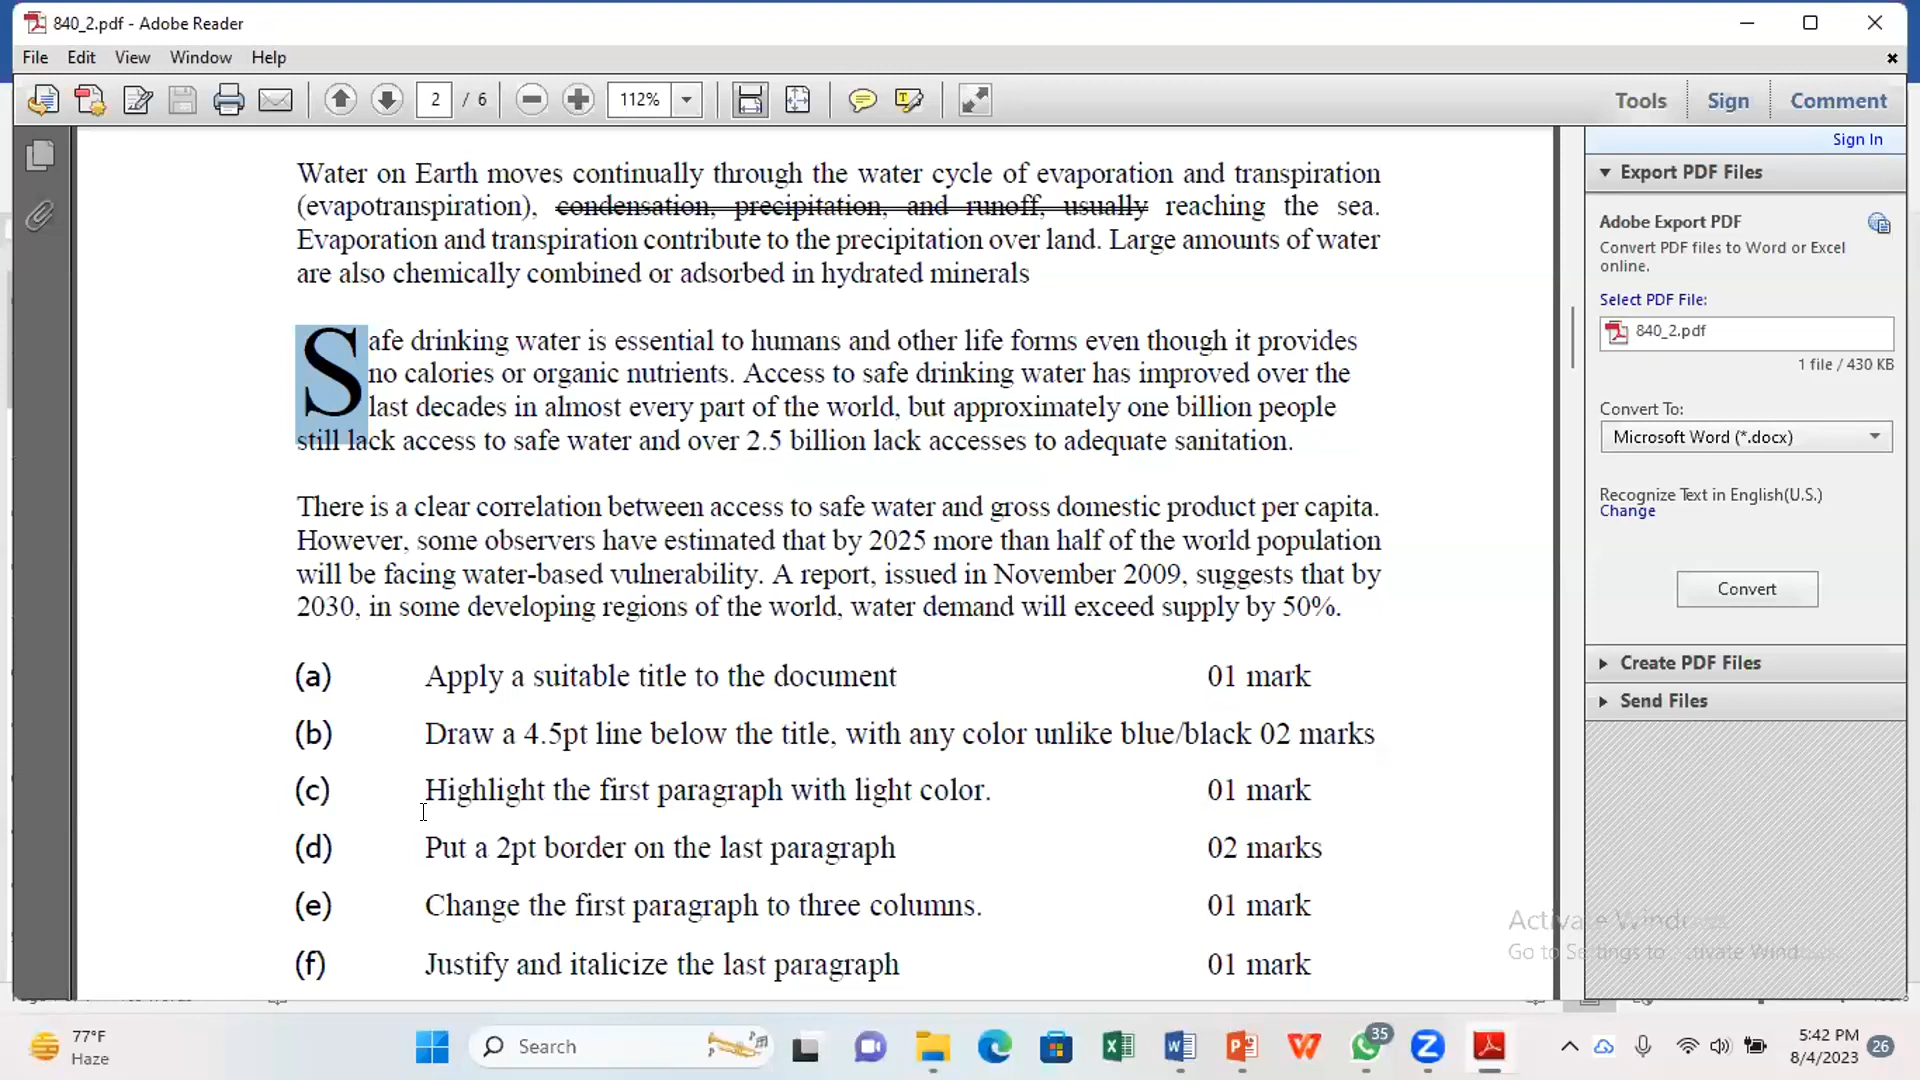 840_2.pdf - Adobe Reader
File Edit View Window Help
2 / 6 112% Tools Sign Comment
Sign In
Water on Earth moves continually through the water cycle of evaporation and transpiration
(evapotranspiration), condensation, precipitation, and runoff, usually reaching the sea.
Evaporation and transpiration contribute to the precipitation over land. Large amounts of water
are also chemically combined or adsorbed in hydrated minerals
Safe drinking water is essential to humans and other life forms even though it provides
no calories or organic nutrients. Access to safe drinking water has improved over the
last decades in almost every part of the world, but approximately one billion people
still lack access to safe water and over 2.5 billion lack accesses to adequate sanitation.
There is a clear correlation between access to safe water and gross domestic product per capita.
However, some observers have estimated that by 2025 more than half of the world population
will be facing water-based vulnerability. A report, issued in November 2009, suggests that by
2030, in some developing regions of the world, water demand will exceed supply by 50%.
(a) Apply a suitable title to the document 01 mark
(b) Draw a 4.5pt line below the title, with any color unlike blue/black 02 marks
(c) Highlight the first paragraph with light color. 01 mark
(d) Put a 2pt border on the last paragraph 02 marks
(e) Change the first paragraph to three columns. 01 mark
(f) Justify and italicize the last paragraph 01 mark
Export PDF Files
Adobe Export PDF
Convert PDF files to Word or Excel
online.
Select PDF File:
840_2.pdf
1 file / 430 KB
Convert To:
Microsoft Word (*.docx)
Recognize Text in English(U.S.)
Change
Convert
Create PDF Files
Send Files
Activate Windows
Go to Settings to activate Windows.
77°F
Haze
Search
35
5:42 PM
8/4/2023
26